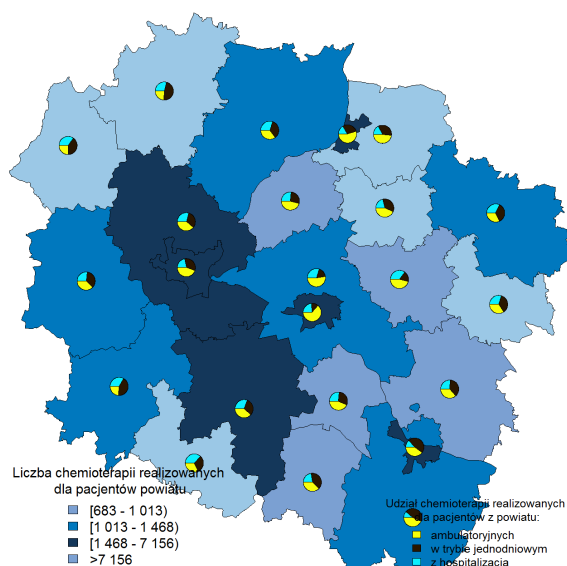 Liczba chemioterapii realizowanych
dla pacjentów powiatu
[683 - 1 013)
[1 013 - 1 468)
[1 468 - 7 156)
>7 156
Udział chemioterapii realizowanych
dla pacjentów z powiatu:
ambulatoryjnych
w trybie jednodniowym
z hospitalizacją